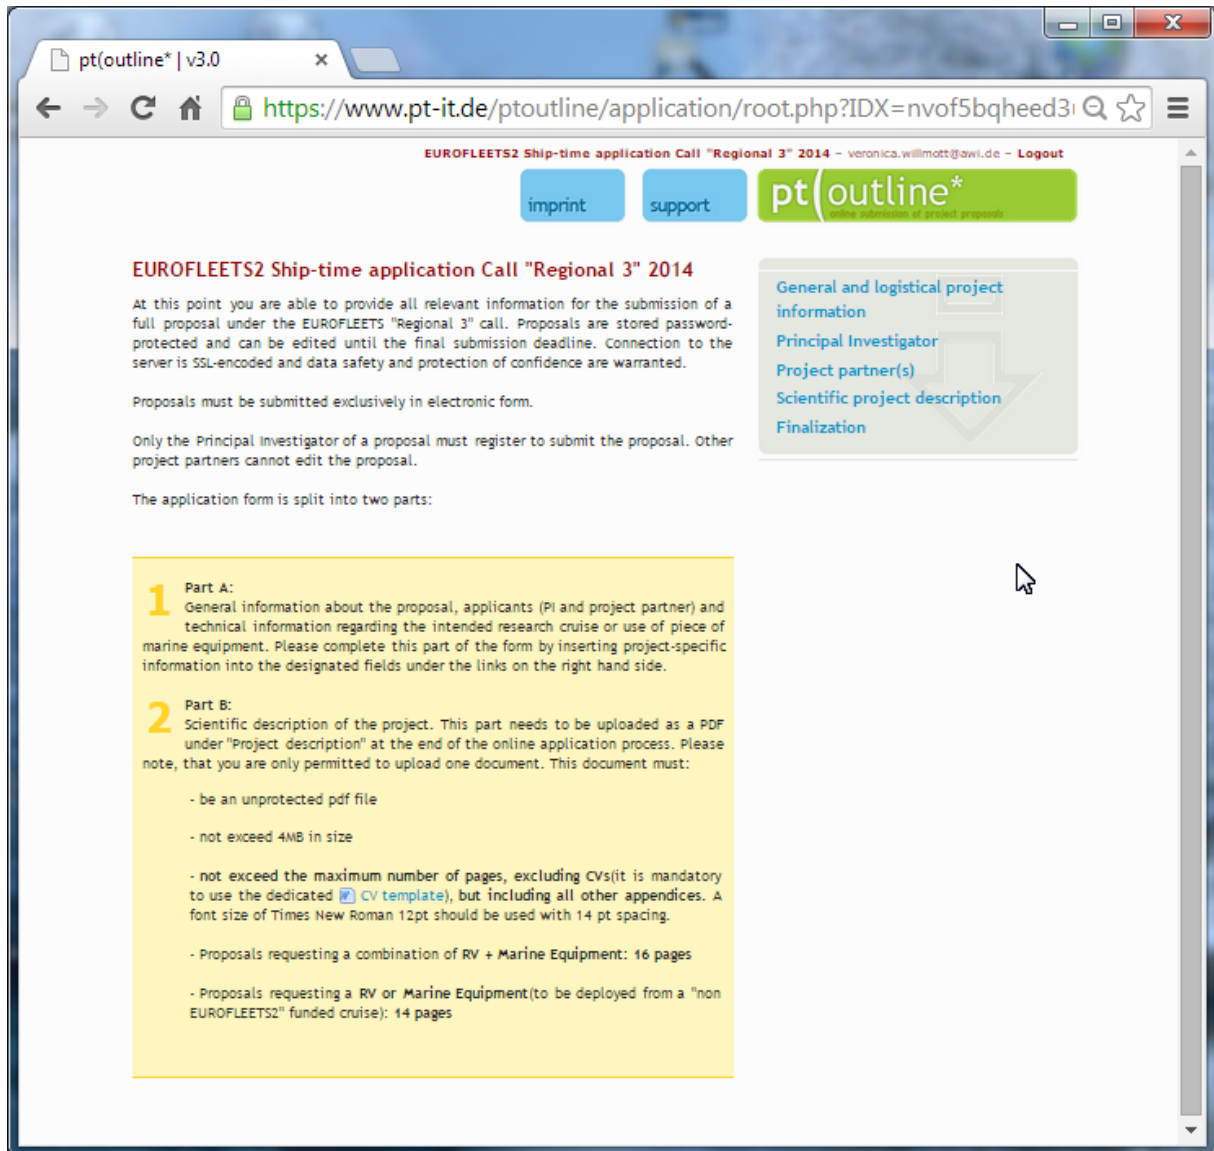 pt(outline* | v3.0
https://www.pt-it.de/ptoutline/application/root.php?IDX=nvof5bqheed3
EUROFLEETS2 Ship-time application Call "Regional 3" 2014 - veronica.willmott@awi.de - Logout
imprint
support
pt(outline*
online submission of project proposals
EUROFLEETS2 Ship-time application Call "Regional 3" 2014
At this point you are able to provide all relevant information for the submission of a
full proposal under the EUROFLEETS "Regional 3" call. Proposals are stored password-
protected and can be edited until the final submission deadline. Connection to the
server is SSL-encoded and data safety and protection of confidence are warranted.
Proposals must be submitted exclusively in electronic form.
Only the Principal Investigator of a proposal must register to submit the proposal. Other
project partners cannot edit the proposal.
The application form is split into two parts:
General and logistical project
information
Principal Investigator
Project partner(s)
Scientific project description
Finalization
1 Part A:
General information about the proposal, applicants (PI and project partner) and
technical information regarding the intended research cruise or use of piece of
marine equipment. Please complete this part of the form by inserting project-specific
information into the designated fields under the links on the right hand side.
2 Part B:
Scientific description of the project. This part needs to be uploaded as a PDF
under "Project description" at the end of the online application process. Please
note, that you are only permitted to upload one document. This document must:
- be an unprotected pdf file
- not exceed 4MB in size
- not exceed the maximum number of pages, excluding CVs(it is mandatory
to use the dedicated CV template), but including all other appendices. A
font size of Times New Roman 12pt should be used with 14 pt spacing.
- Proposals requesting a combination of RV + Marine Equipment: 16 pages
- Proposals requesting a RV or Marine Equipment(to be deployed from a "non
EUROFLEETS2" funded cruise): 14 pages